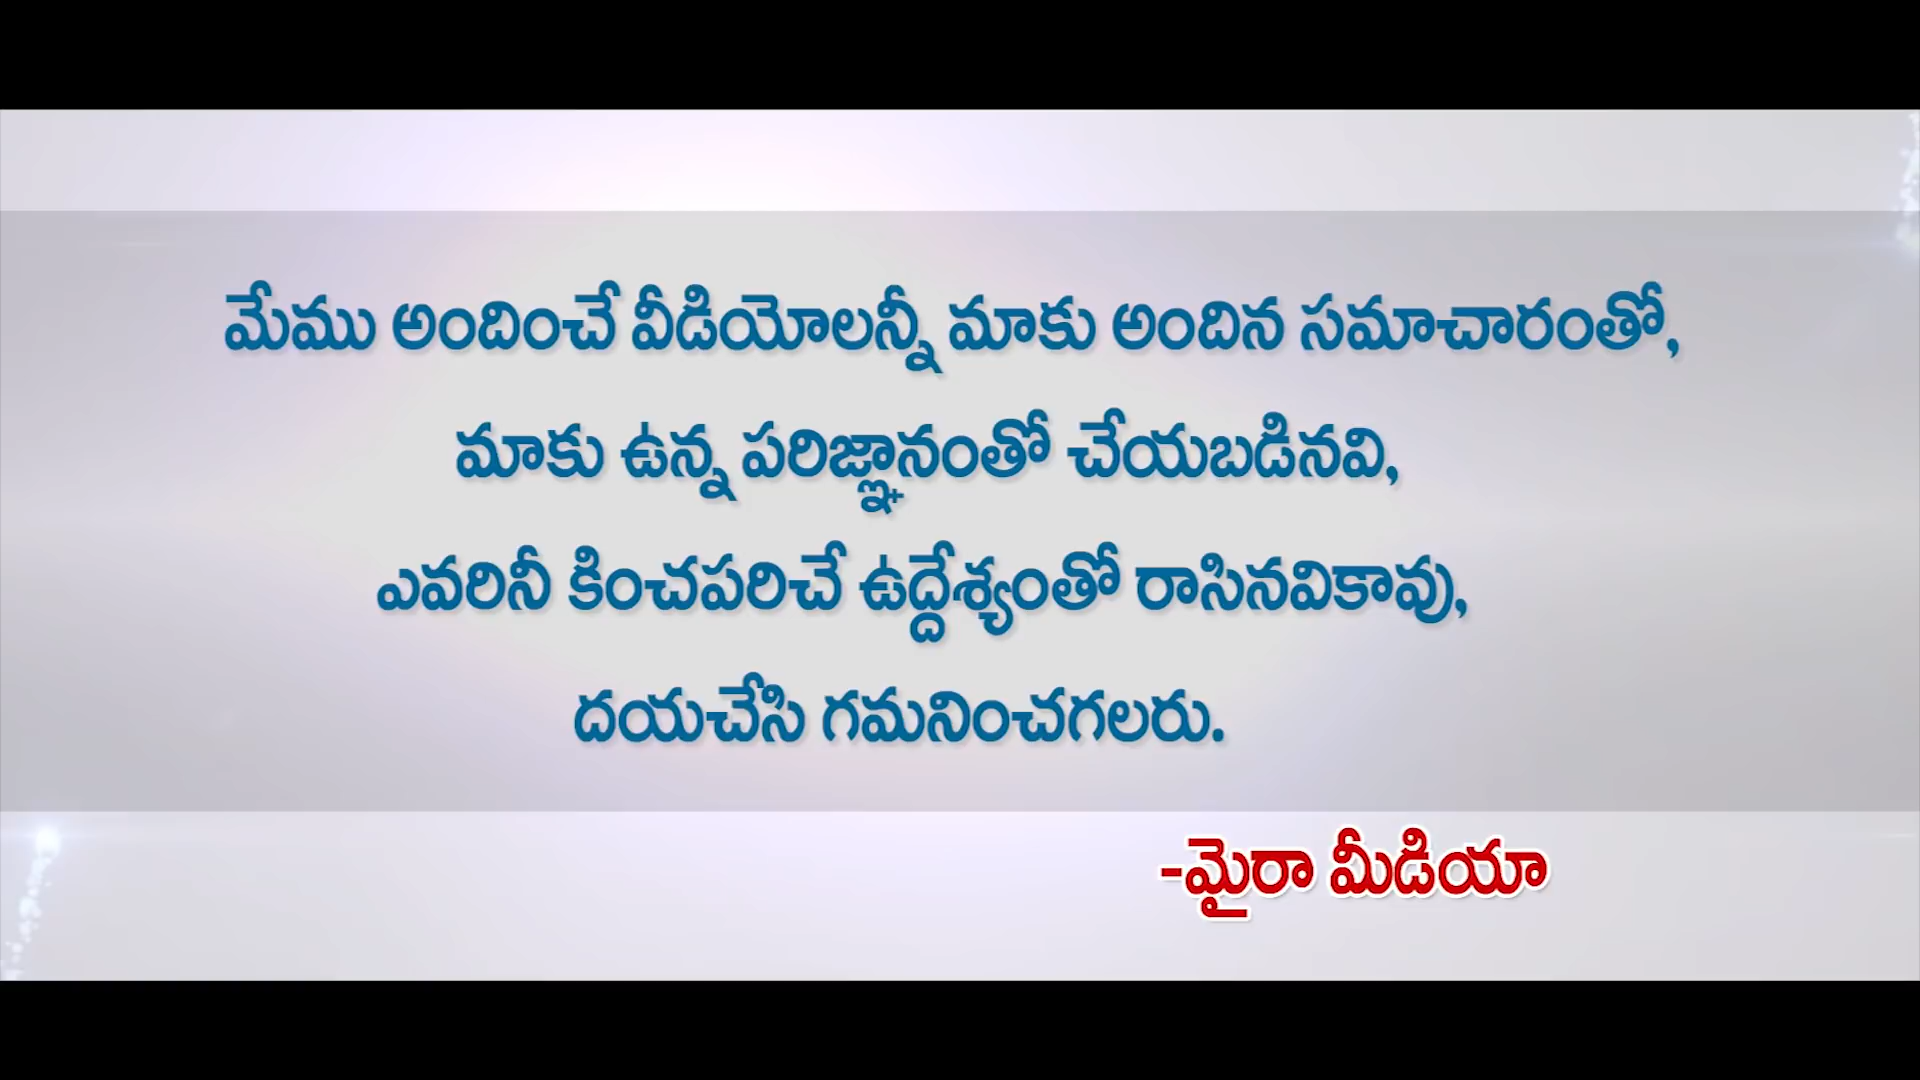 మేము అందించే వీడియోలన్నీ మాకు అందిన సమాచారంతో,
మాకు ఉన్న పరిజ్ఞానంతో చేయబడినవి,
ఎవరినీ కించపరిచే ఉద్దేశ్యంతో రాసినవికావు,
దయచేసి గమనించగలరు.
-మైరా మీడియా